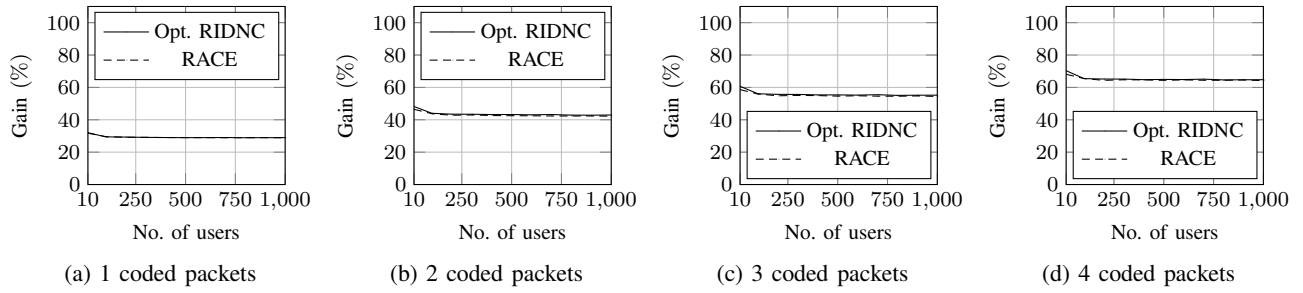 100
80
60
40
20
0
Gain (%)
Opt. RIDNC
RACE
10 250 500 750 1,000
No. of users
(a) 1 coded packets
100
80
60
40
20
0
Gain (%)
Opt. RIDNC
RACE
10 250 500 750 1,000
No. of users
(b) 2 coded packets
100
80
60
40
20
0
Gain (%)
Opt. RIDNC
RACE
10 250 500 750 1,000
No. of users
(c) 3 coded packets
100
80
60
40
20
0
Gain (%)
Opt. RIDNC
RACE
10 250 500 750 1,000
No. of users
(d) 4 coded packets